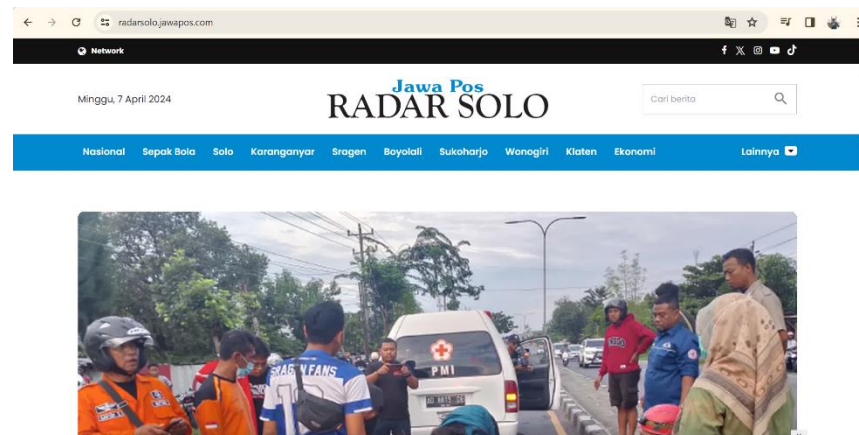 radarsolo.jawapos.com
Network
Minggu, 7 April 2024
Jawa Pos
RADAR SOLO
Cari berita
Nasional Sepak Bola Solo Karanganyar Sragen Boyolali Sukoharjo Wonogiri Klaten Ekonomi Lainnya
SRAGEN FANS
PMI